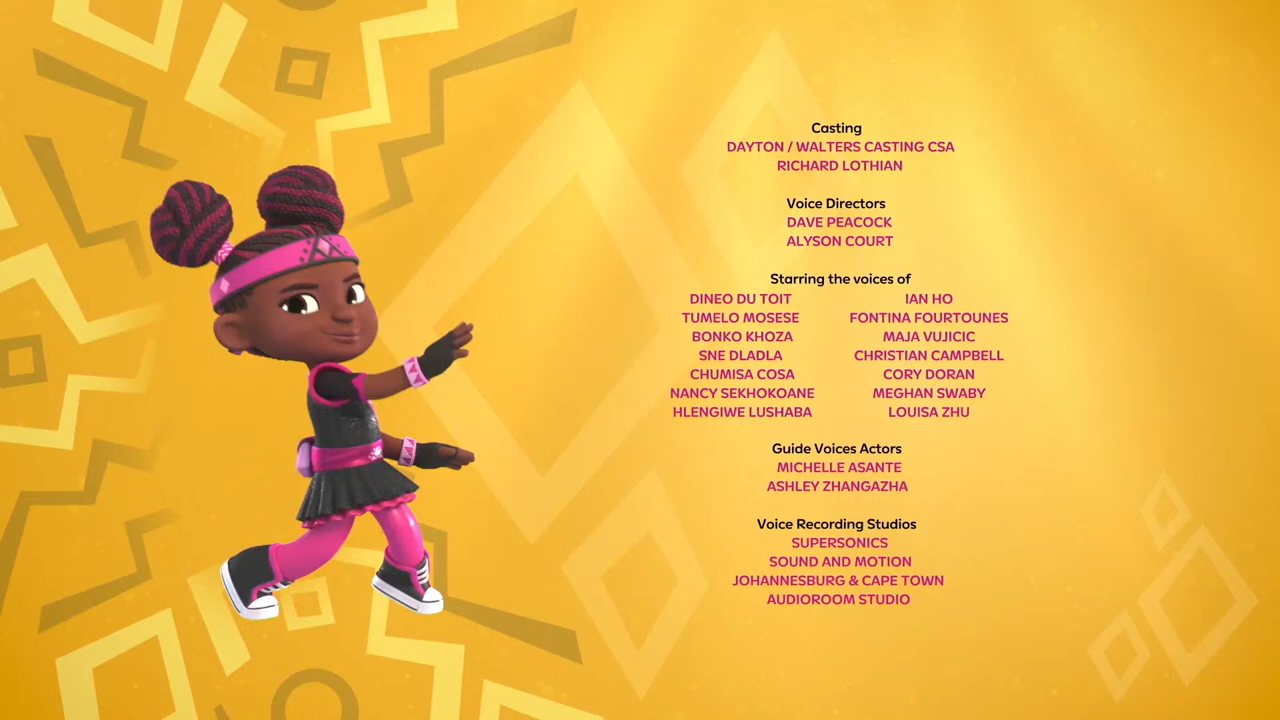 Casting
DAYTON / WALTERS CASTING CSA
RICHARD LOTHIAN
Voice Directors
DAVE PEACOCK
ALYSON COURT
Starring the voices of
DINEO DU TOIT IAN HO
TUMELO MOSESE FONTINA FOURTOUNES
BONKO KHOZA MAJA VUJICIC
SNE DLADLA CHRISTIAN CAMPBELL
CHUMISA COSA CORY DORAN
NANCY SEKHOKOANE MEGHAN SWABY
HLENGIWE LUSHABA LOUISA ZHU
Guide Voices Actors
MICHELLE ASANTE
ASHLEY ZHANGAZHA
Voice Recording Studios
SUPERSONICS
SOUND AND MOTION
JOHANNESBURG & CAPE TOWN
AUDIOROOM STUDIO